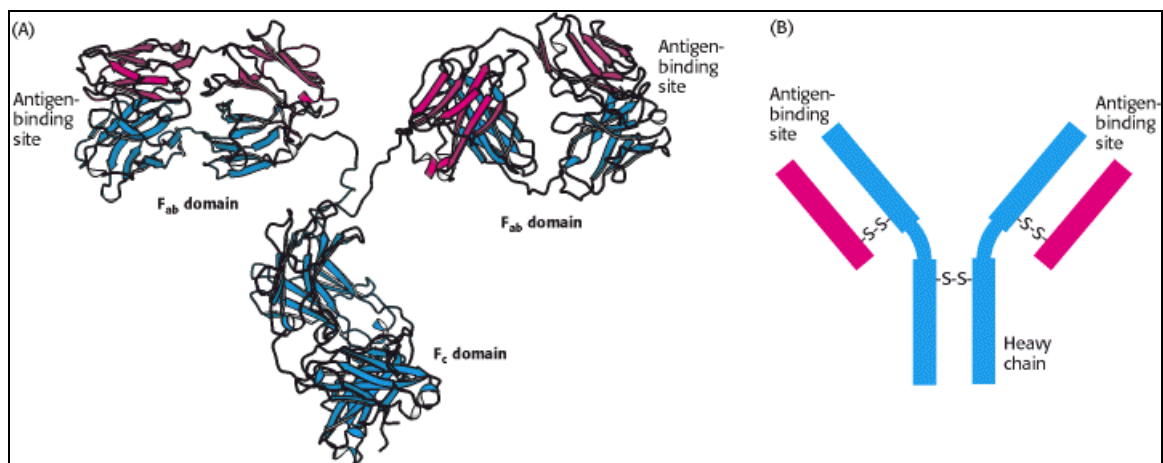 (A)
Antigen-
binding
site
Fab domain
Antigen-
binding
site
Fab domain
Fc domain
(B)
Antigen-
binding
site
Antigen-
binding
site
-S-S-
-S-S-
-S-S-
Heavy
chain